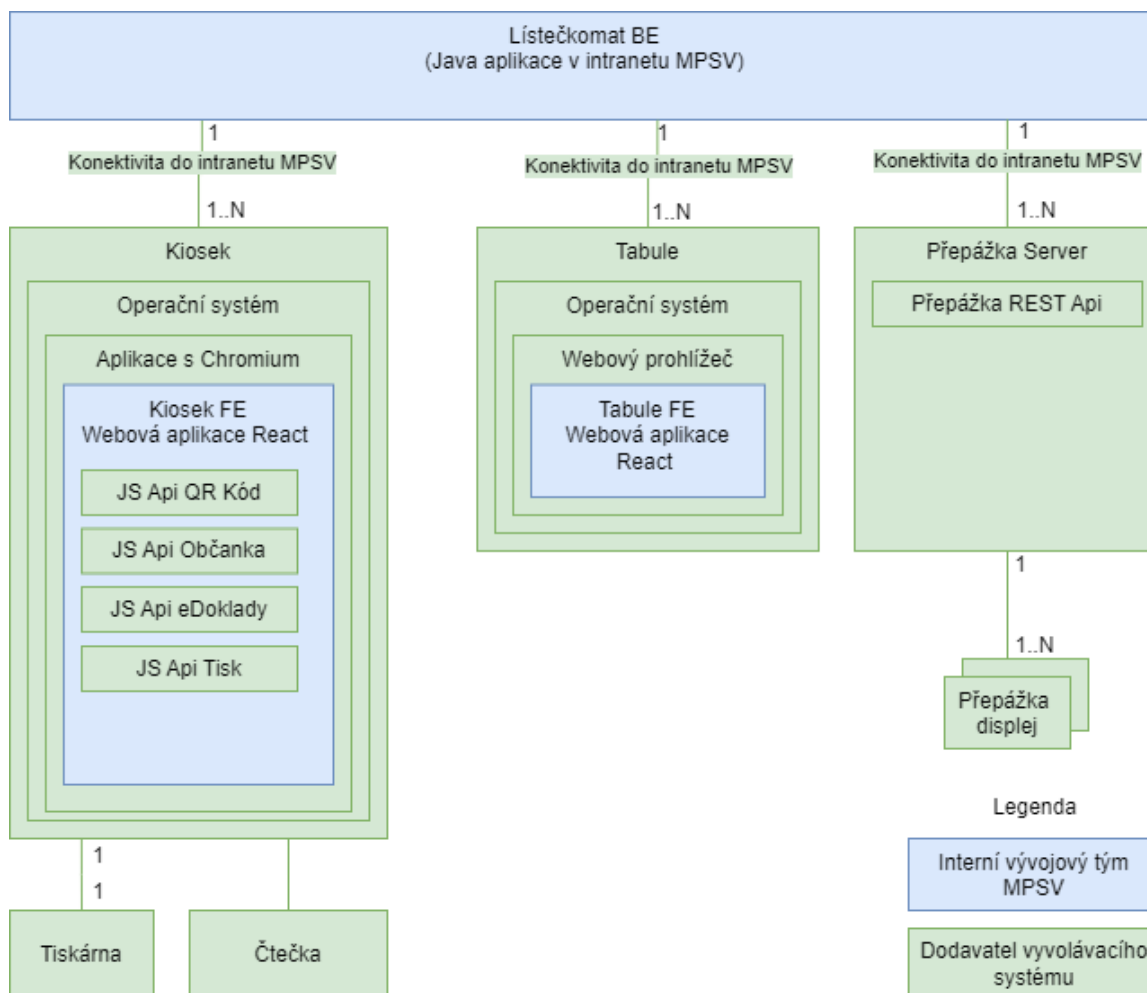 Lístečkomat BE
(Java aplikace v intranetu MPSV)
1
1
1
Konektivita do intranetu MPSV
Konektivita do intranetu MPSV
Konektivita do intranetu MPSV
1..N
1..N
1..N
Kiosek
Operační systém
Aplikace s Chromium
Kiosek FE
Webová aplikace React
JS Api QR Kód
JS Api Občanka
JS Api eDoklady
JS Api Tisk
Tabule
Operační systém
Webový prohlížeč
Tabule FE
Webová aplikace
React
Přepážka Server
Přepážka REST Api
1
1..N
Přepážka
displej
1
1
Tiskárna
Čtečka
Legenda
Interní vývojový tým
MPSV
Dodavatel vyvolávacího
systému